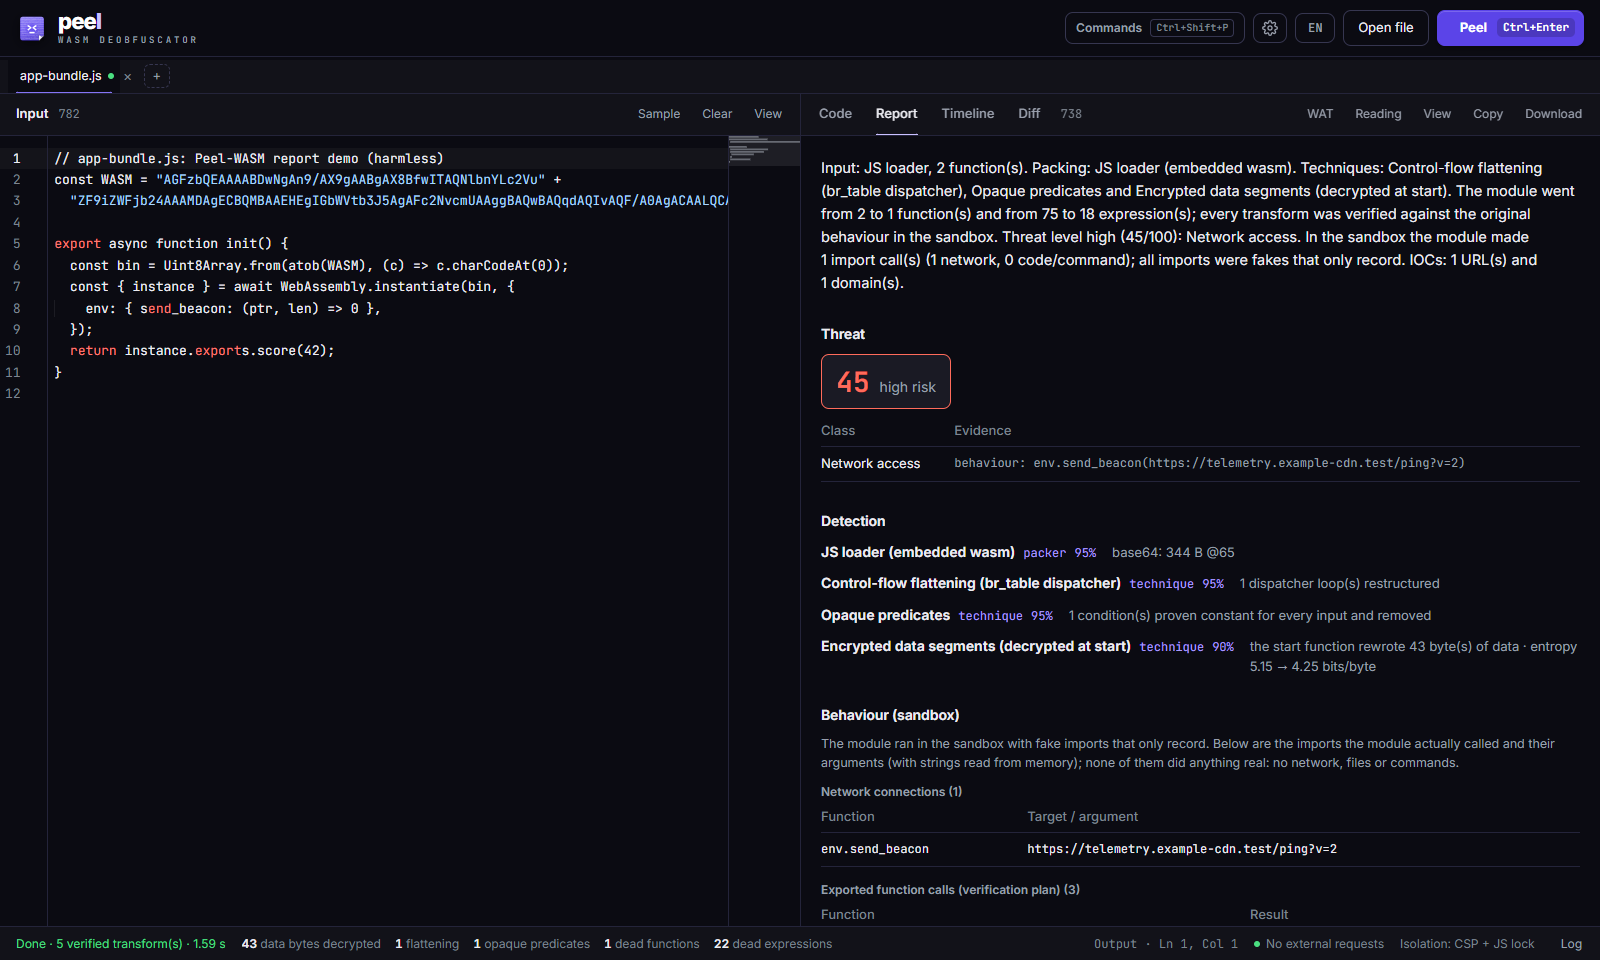 peel
WASM DEOBFUSCATOR
Commands Ctrl+Shift+P
EN
Open file
Peel Ctrl+Enter
app-bundle.js ● × +
Input 782
Sample Clear View
1 // app-bundle.js: Peel-WASM report demo (harmless)
2 const WASM = "AGFzbQEAAAABDwNgAn9/AX9gAABgAX8BfwITAQNlbnYLc2Vu" +
3 "ZF9iZWFjb24AAAMDAgECBQMBAAEHEgIGbWVtb3J5AgAFc2NvcmUAAggBAQwBAQqdAQIvAQF/A0AgACAALQCA
4
5 export async function init() {
6 const bin = Uint8Array.from(atob(WASM), (c) => c.charCodeAt(0));
7 const { instance } = await WebAssembly.instantiate(bin, {
8 env: { send_beacon: (ptr, len) => 0 },
9 });
10 return instance.exports.score(42);
11 }
12
Code Report Timeline Diff 738
WAT Reading View Copy Download
Input: JS loader, 2 function(s). Packing: JS loader (embedded wasm). Techniques: Control-flow flattening
(br_table dispatcher), Opaque predicates and Encrypted data segments (decrypted at start). The module went
from 2 to 1 function(s) and from 75 to 18 expression(s); every transform was verified against the original
behaviour in the sandbox. Threat level high (45/100): Network access. In the sandbox the module made
1 import call(s) (1 network, 0 code/command); all imports were fakes that only record. IOCs: 1 URL(s) and
1 domain(s).
Threat
45 high risk
Class Evidence
Network access behaviour: env.send_beacon(https://telemetry.example-cdn.test/ping?v=2)
Detection
JS loader (embedded wasm) packer 95% base64: 344 B @65
Control-flow flattening (br_table dispatcher) technique 95% 1 dispatcher loop(s) restructured
Opaque predicates technique 95% 1 condition(s) proven constant for every input and removed
Encrypted data segments (decrypted at start) technique 90% the start function rewrote 43 byte(s) of data · entropy
5.15 → 4.25 bits/byte
Behaviour (sandbox)
The module ran in the sandbox with fake imports that only record. Below are the imports the module actually called and their
arguments (with strings read from memory); none of them did anything real: no network, files or commands.
Network connections (1)
Function Target / argument
env.send_beacon https://telemetry.example-cdn.test/ping?v=2
Exported function calls (verification plan) (3)
Function Result
Done · 5 verified transform(s) · 1.59 s 43 data bytes decrypted 1 flattening 1 opaque predicates 1 dead functions 22 dead expressions
Output · Ln 1, Col 1 ● No external requests Isolation: CSP + JS lock Log